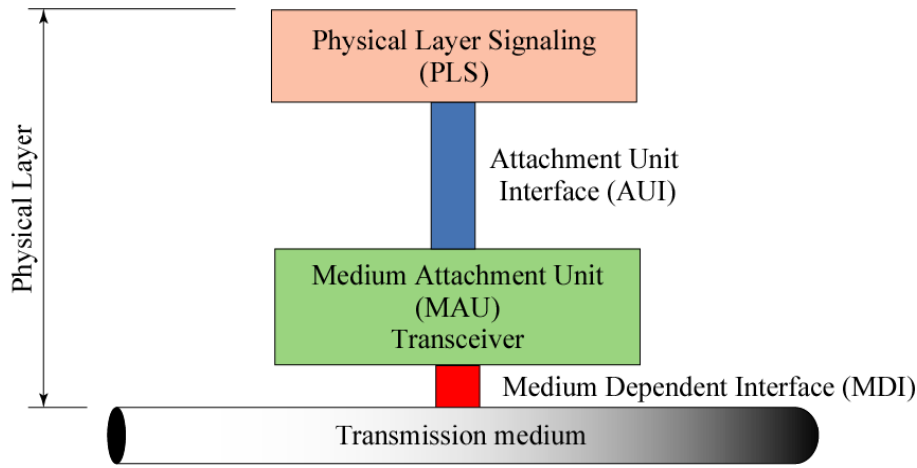 Physical Layer Signaling
(PLS)
Attachment Unit
Interface (AUI)
Physical Layer
Medium Attachment Unit
(MAU)
Transceiver
Medium Dependent Interface (MDI)
Transmission medium